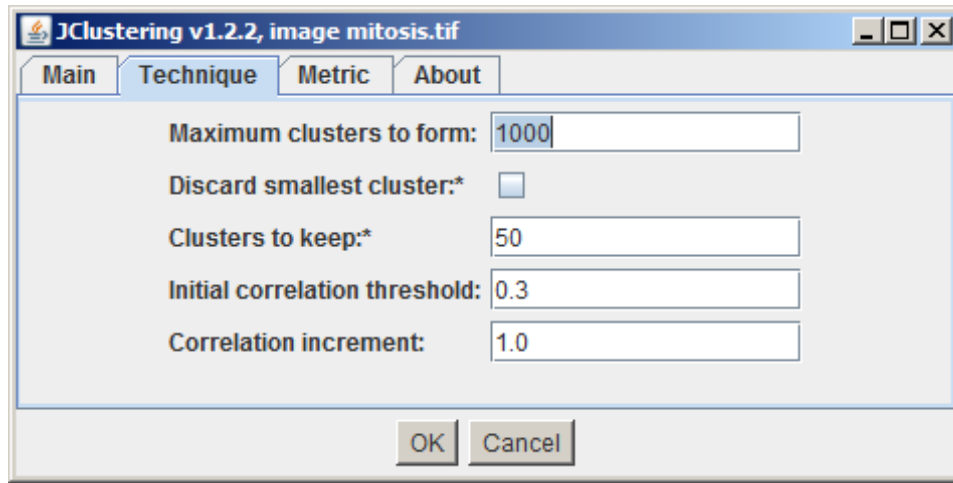 JClustering v1.2.2, image mitosis.tif
Main Technique Metric About
Maximum clusters to form: 1000
Discard smallest cluster:*
Clusters to keep:* 50
Initial correlation threshold: 0.3
Correlation increment: 1.0
OK Cancel